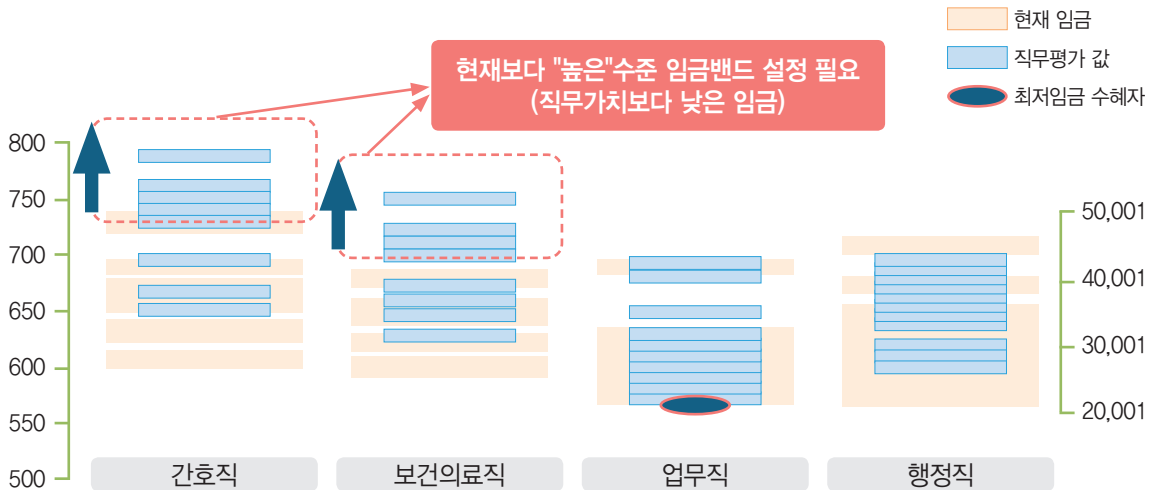 현재 임금
직무평가 값
최저임금 수혜자
현재보다 "높은"수준 임금밴드 설정 필요
(직무가치보다 낮은 임금)
800
750
700
650
600
550
500
50,001
40,001
30,001
20,001
간호직
보건의료직
업무직
행정직